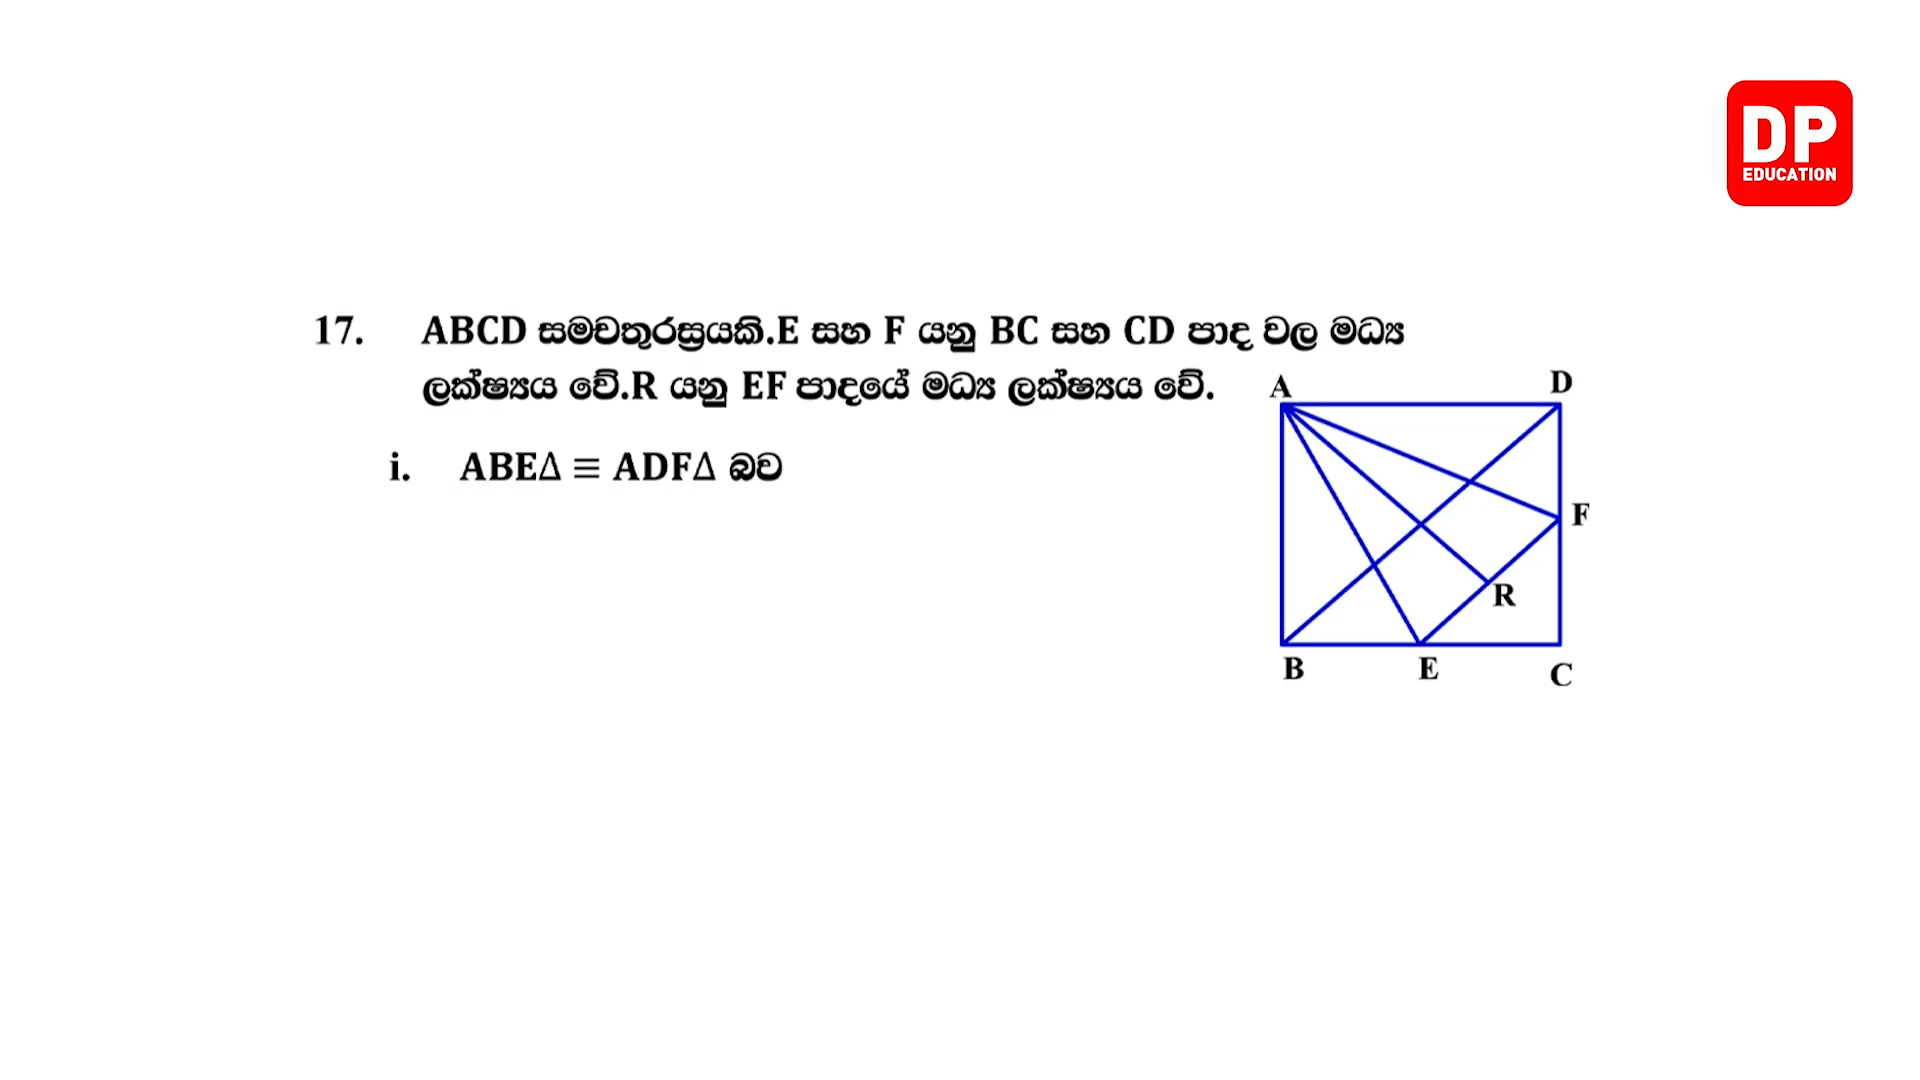 DP
EDUCATION
17. ABCD සමචතුරස්‍රයකි.E සහ F යනු BC සහ CD පාද වල මධ්‍ය
ලක්ෂ්‍යය වේ.R යනු EF පාදයේ මධ්‍ය ලක්ෂ්‍යය වේ.
i. ABEΔ ≡ ADFΔ බව
A
D
F
R
B
E
C